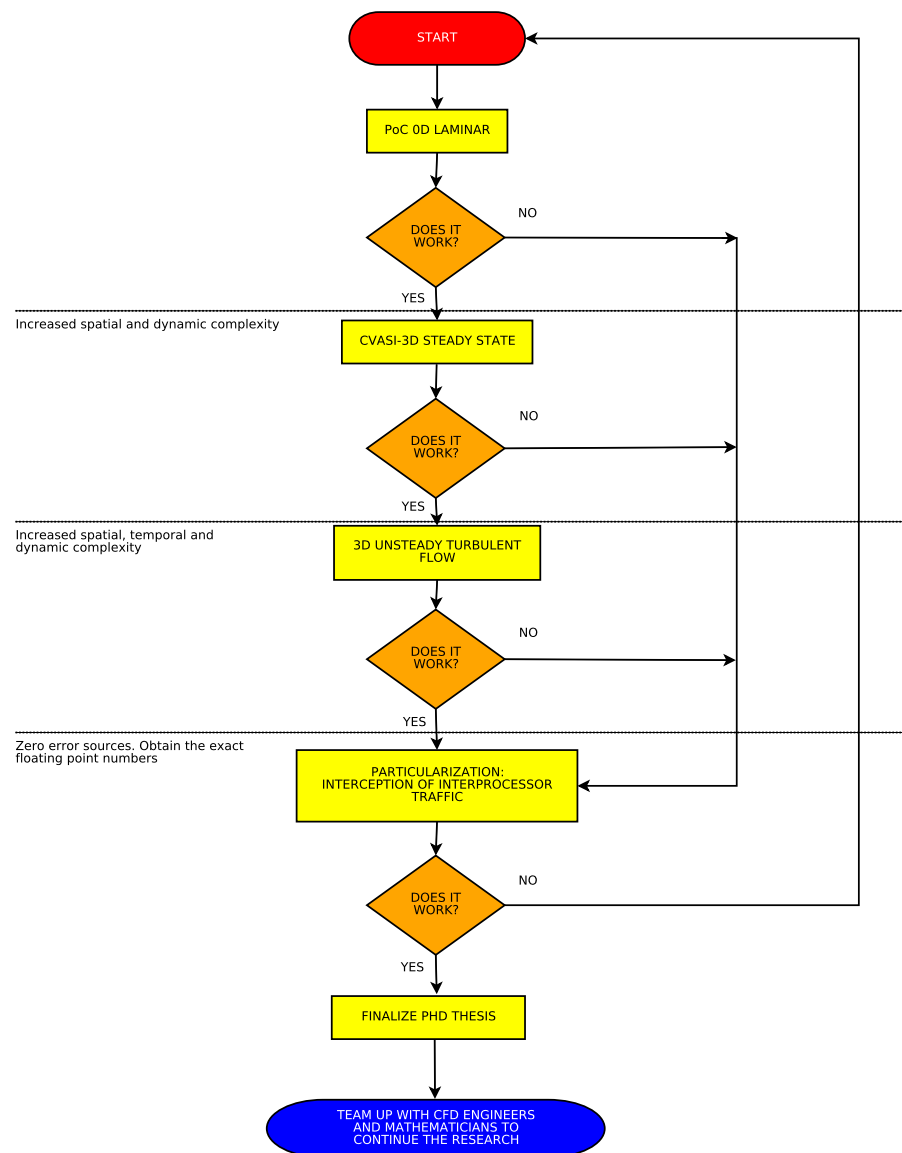 START
PoC 0D LAMINAR
DOES IT
WORK?
NO
YES
Increased spatial and dynamic complexity
CVASI-3D STEADY STATE
DOES IT
WORK?
NO
YES
Increased spatial, temporal and
dynamic complexity
3D UNSTEADY TURBULENT
FLOW
DOES IT
WORK?
NO
YES
Zero error sources. Obtain the exact
floating point numbers
PARTICULARIZATION:
INTERCEPTION OF INTERPROCESSOR
TRAFFIC
DOES IT
WORK?
NO
YES
FINALIZE PHD THESIS
TEAM UP WITH CFD ENGINEERS
AND MATHEMATICIANS TO
CONTINUE THE RESEARCH